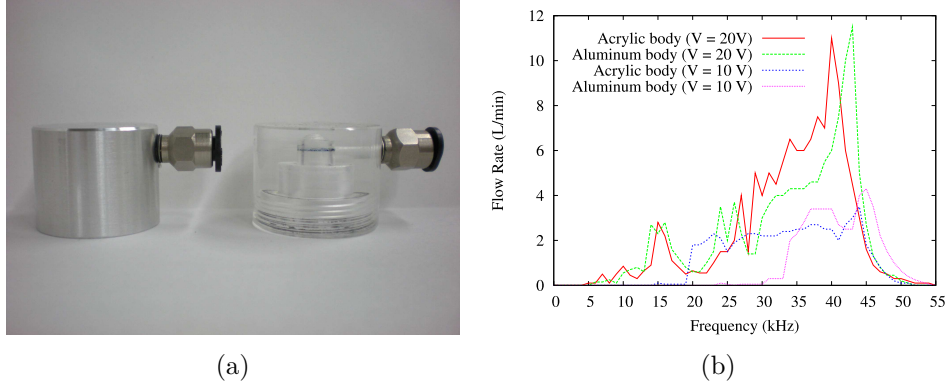 12
10
8
6
4
2
0
Flow Rate (L/min)
Acrylic body (V = 20V)
Aluminum body (V = 20 V)
Acrylic body (V = 10 V)
Aluminum body (V = 10 V)
0 5 10 15 20 25 30 35 40 45 50 55
Frequency (kHz)
(a) (b)